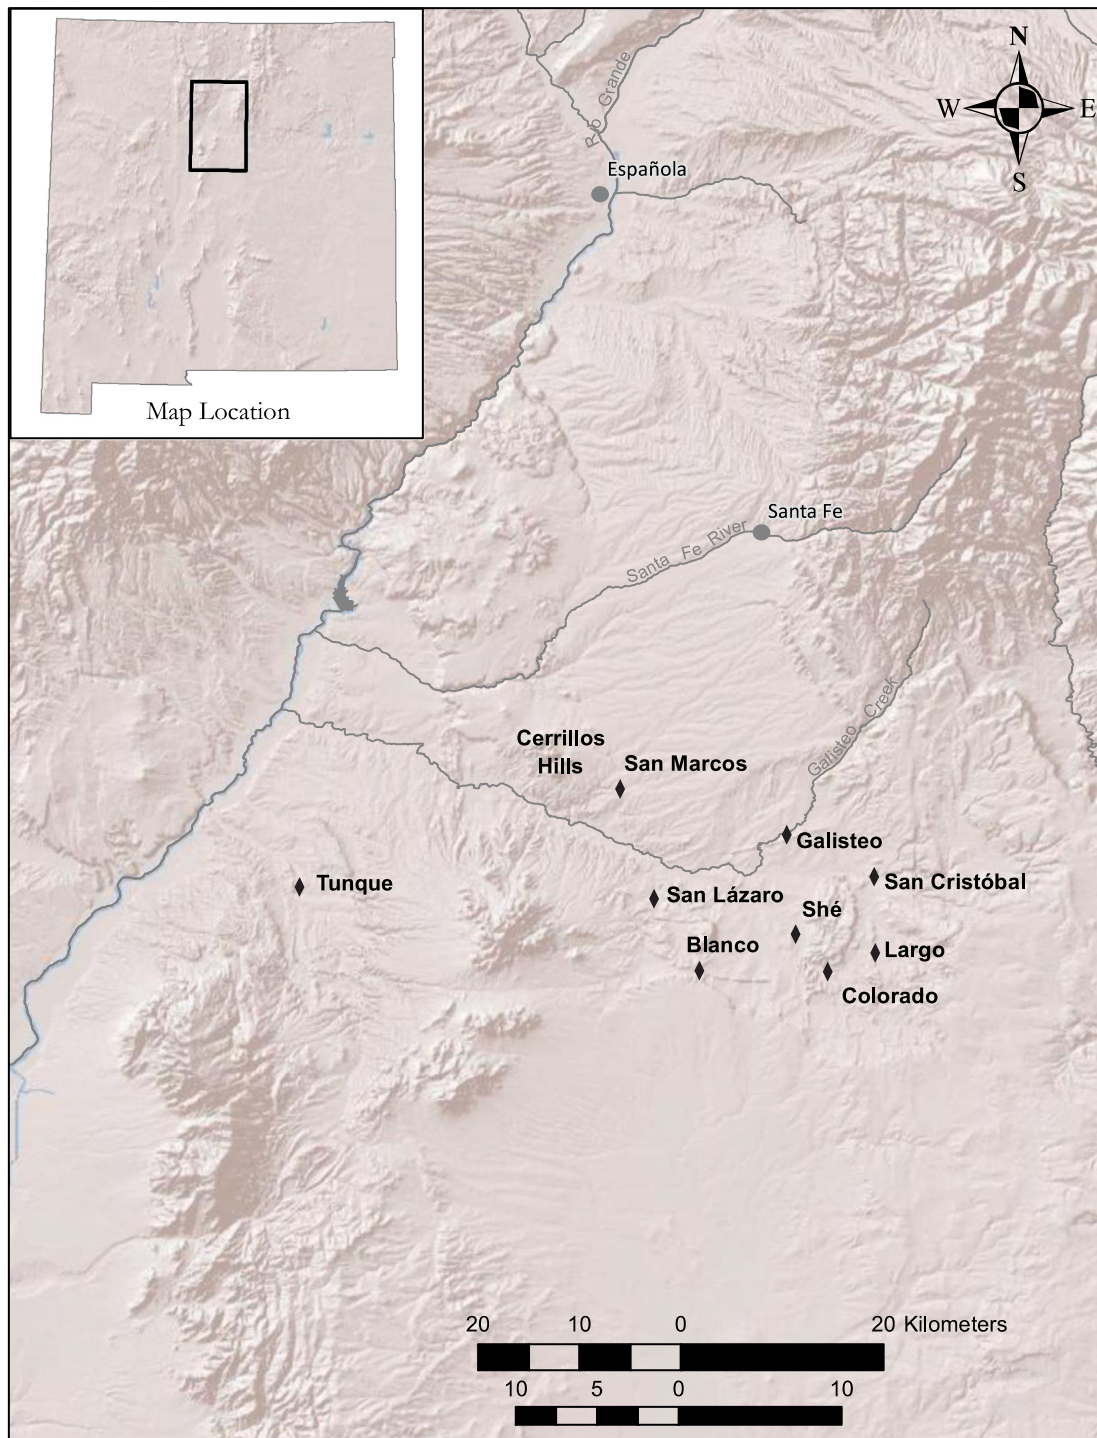 N
W
E
S
Rio Grande
Española
Map Location
Santa Fe
Santa Fe River
Galisteo Creek
Cerrillos
Hills
San Marcos
Galisteo
Tunque
San Cristóbal
San Lázaro
Shé
Blanco
Largo
Colorado
20 10 0 20 Kilometers
10 5 0 10